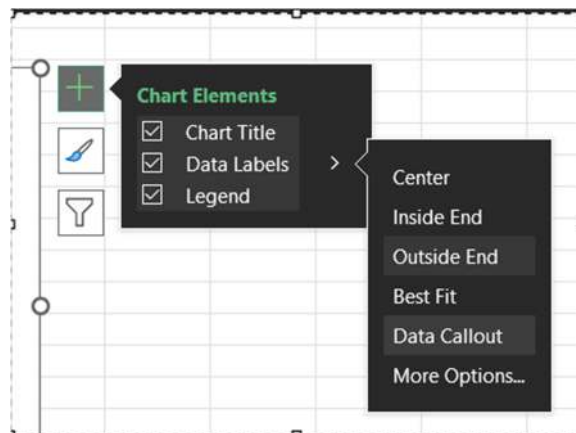 Chart Elements
Chart Title
Data Labels
Legend
Center
Inside End
Outside End
Best Fit
Data Callout
More Options...